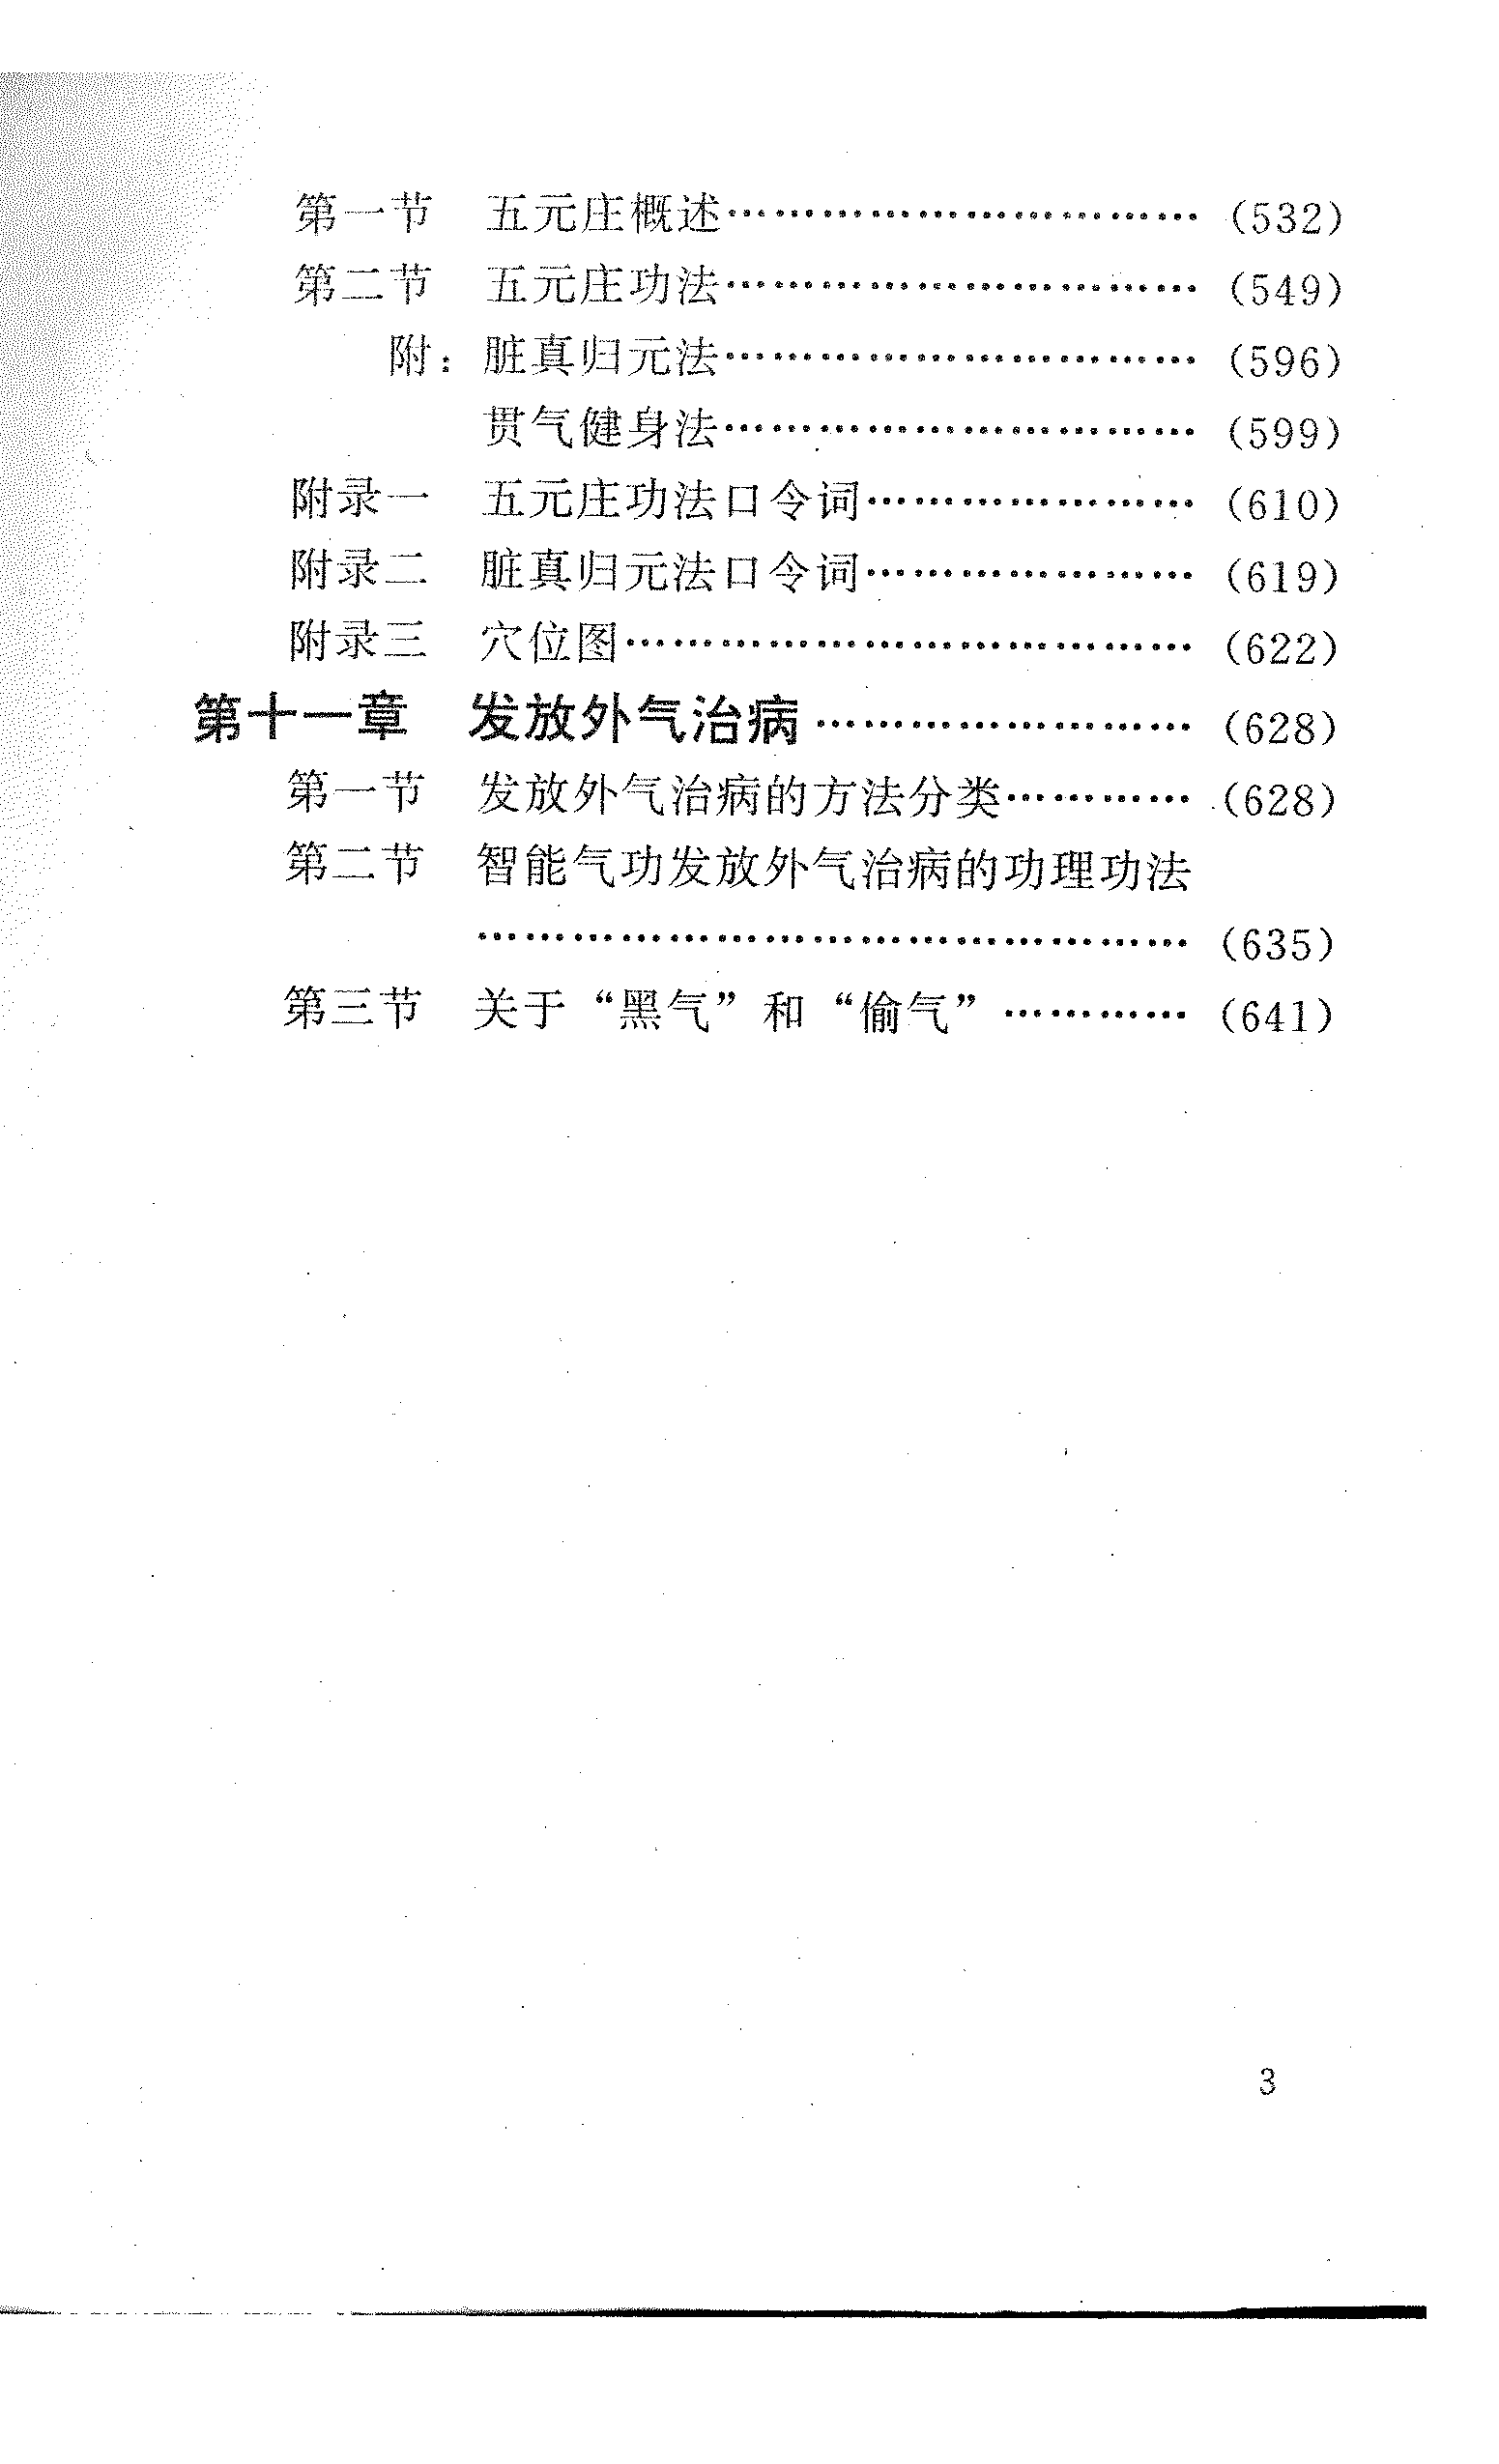 第一节　五元庄概述…………………………（532）
第二节　五元庄功法…………………………（549）
附：脏真归元法…………………………（596）
贯气健身法…………………………（599）
附录一　五元庄功法口令词…………………（610）
附录二　脏真归元法口令词…………………（619）
附录三　穴位图………………………………（622）
第十一章　发放外气治病……………………（628）
第一节　发放外气治病的方法分类…………（628）
第二节　智能气功发放外气治病的功理功法
………………………………………（635）
第三节　关于“黑气”和“偷气”…………（641）
3